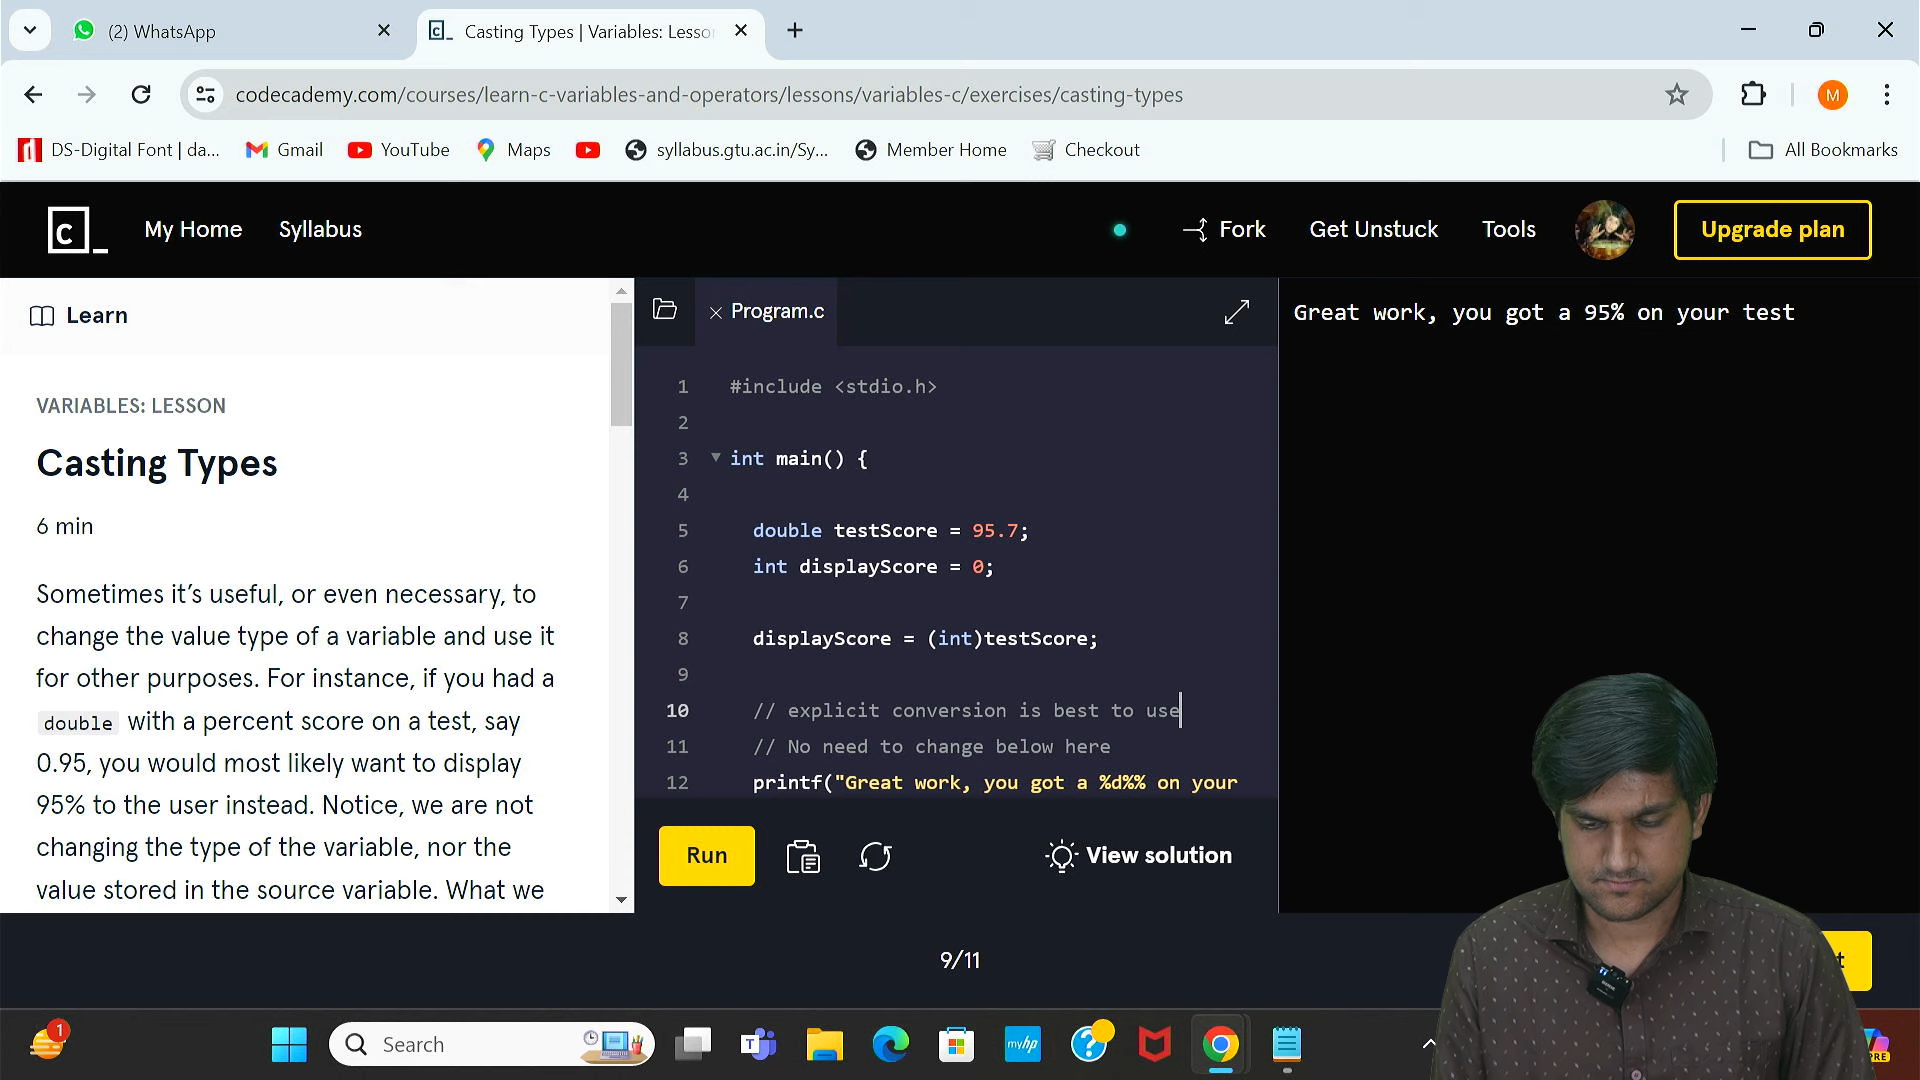 (2) WhatsApp
Casting Types | Variables: Lesso
codecademy.com/courses/learn-c-variables-and-operators/lessons/variables-c/exercises/casting-types
M
DS-Digital Font | da...
Gmail
YouTube
Maps
syllabus.gtu.ac.in/Sy...
Member Home
Checkout
All Bookmarks
c_
My Home
Syllabus
Fork
Get Unstuck
Tools
Upgrade plan
Learn
VARIABLES: LESSON
Casting Types
6 min
Sometimes it’s useful, or even necessary, to
change the value type of a variable and use it
for other purposes. For instance, if you had a
double with a percent score on a test, say
0.95, you would most likely want to display
95% to the user instead. Notice, we are not
changing the type of the variable, nor the
value stored in the source variable. What we
Program.c
1 #include <stdio.h>
2
3 int main() {
4
5 double testScore = 95.7;
6 int displayScore = 0;
7
8 displayScore = (int)testScore;
9
10 // explicit conversion is best to use
11 // No need to change below here
12 printf("Great work, you got a %d%% on your
Run
View solution
Great work, you got a 95% on your test
9/11
t
1
Search
T
myhp
?
PRE